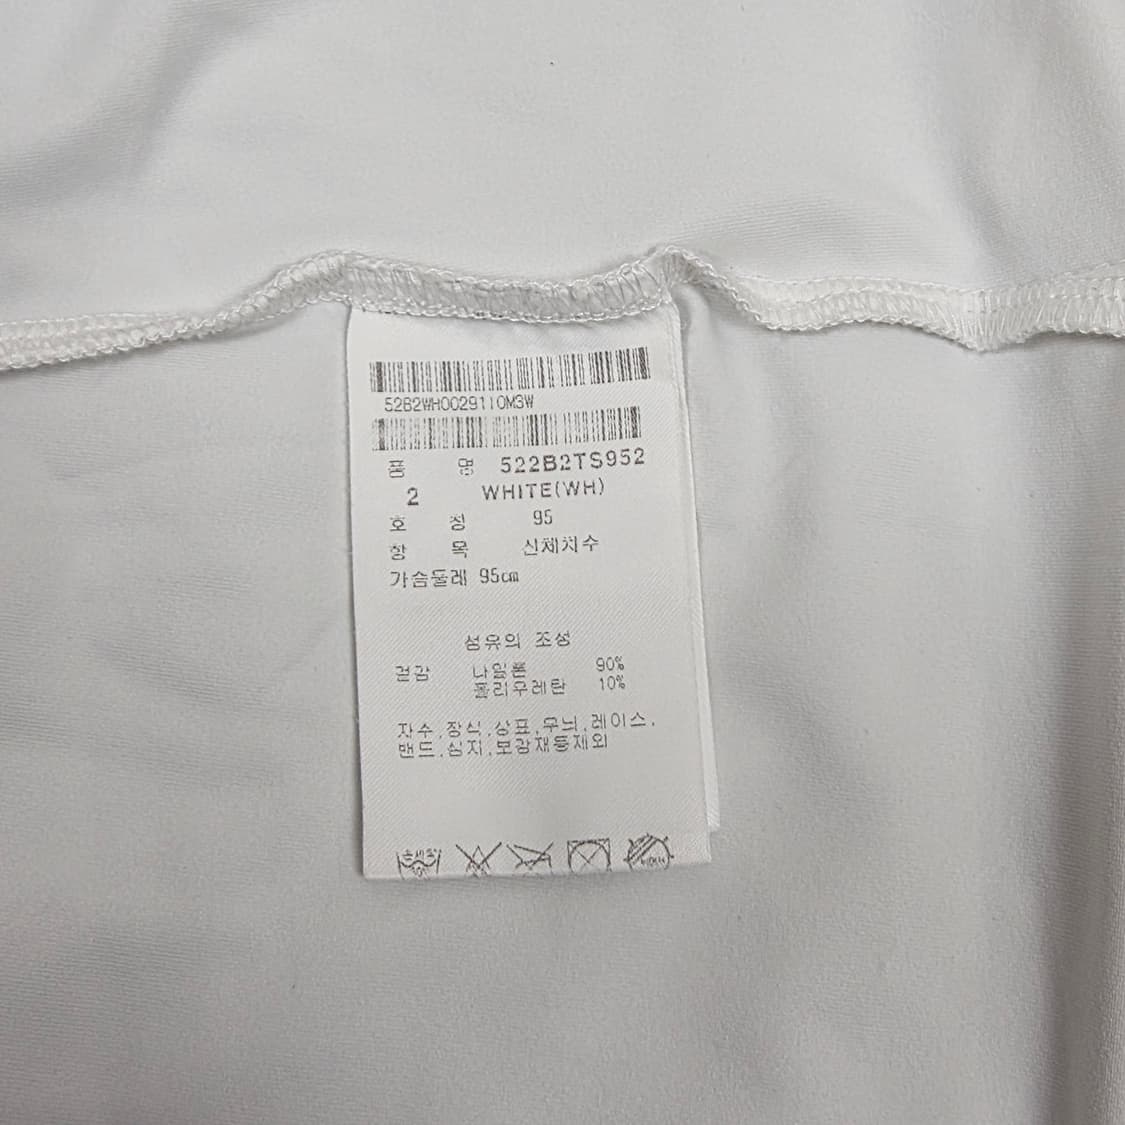 52B2WH002911OM3W
품 명 522B2TS952
2 WHITE(WH)
호 칭 95
항 목 신체치수
가슴둘레 95cm
섬유의 조성
겉감 나일론 90%
폴리우레탄 10%
자수,장식,상표,무늬,레이스,
밴드,심지,보강재등제외